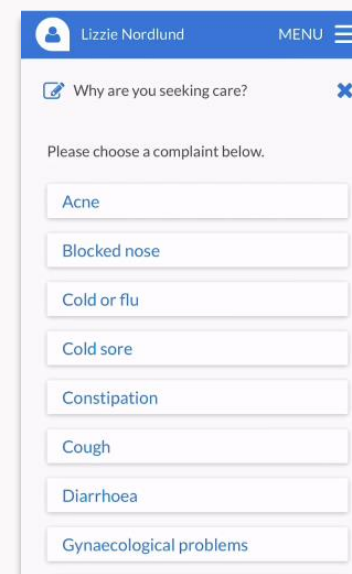 Lizzie Nordlund MENU
Why are you seeking care?
Please choose a complaint below.
Acne
Blocked nose
Cold or flu
Cold sore
Constipation
Cough
Diarrhoea
Gynaecological problems